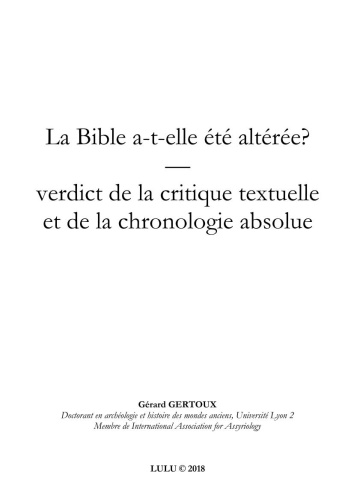 La Bible a-t-elle été altérée?
—
verdict de la critique textuelle
et de la chronologie absolue
Gérard GERTOUX
Doctorant en archéologie et histoire des mondes anciens, Université Lyon 2
Membre de International Association for Assyriology
LULU © 2018